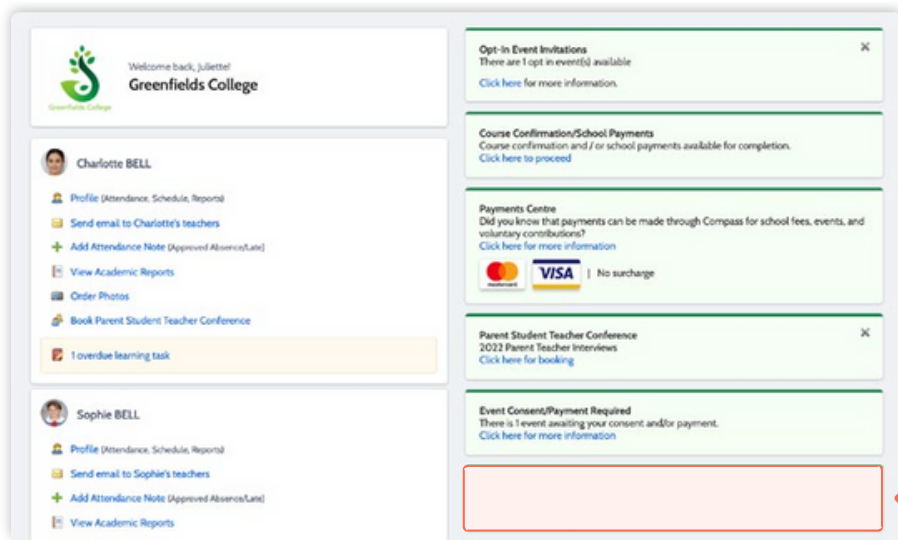 Welcome back, Juliette!
Greenfields College
Greenfields College
Charlotte BELL
Profile (Attendance, Schedule, Reports)
Send email to Charlotte's teachers
Add Attendance Note (Approved Absence/Late)
View Academic Reports
Order Photos
Book Parent Student Teacher Conference
1 overdue learning task
Sophie BELL
Profile (Attendance, Schedule, Reports)
Send email to Sophie's teachers
Add Attendance Note (Approved Absence/Late)
View Academic Reports
Opt-In Event Invitations
There are 1 opt in event(s) available
Click here for more information.
Course Confirmation/School Payments
Course confirmation and / or school payments available for completion.
Click here to proceed
Payments Centre
Did you know that payments can be made through Compass for school fees, events, and
voluntary contributions?
Click here for more information
mastercard VISA | No surcharge
Parent Student Teacher Conference
2022 Parent Teacher Interviews
Click here for booking
Event Consent/Payment Required
There is 1 event awaiting your consent and/or payment.
Click here for more information